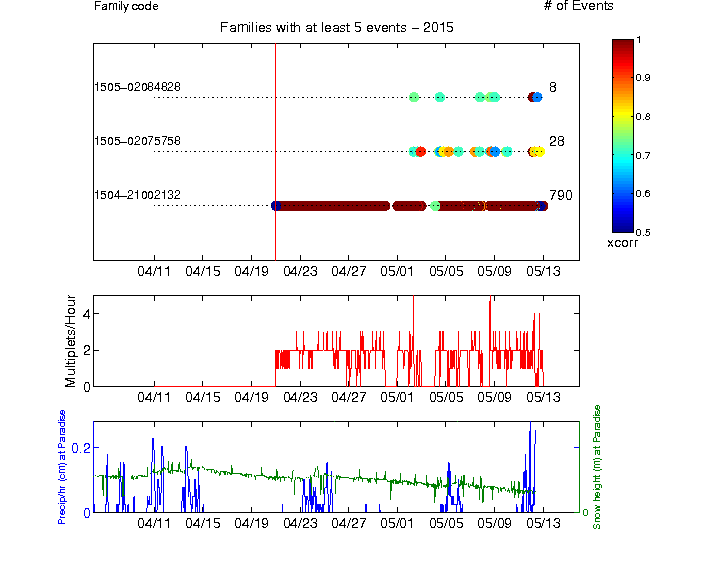 Family code
# of Events
Families with at least 5 events – 2015
1505–02084828
8
1505–02075758
28
1504–21002132
790
04/11 04/15 04/19 04/23 04/27 05/01 05/05 05/09 05/13
1
0.9
0.8
0.7
0.6
0.5
xcorr
Multiplets/Hour
4
2
0
04/11 04/15 04/19 04/23 04/27 05/01 05/05 05/09 05/13
Precip/hr (cm) at Paradise
0.2
0
04/11 04/15 04/19 04/23 04/27 05/01 05/05 05/09 05/13
0
Snow height (m) at Paradise